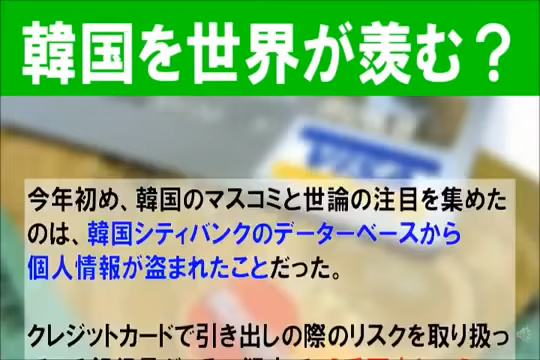 韓国を世界が羨む？
VISA
今年初め、韓国のマスコミと世論の注目を集めた
のは、韓国シティバンクのデーターベースから
個人情報が盗まれたことだった。
クレジットカードで引き出しの際のリスクを取り扱っ